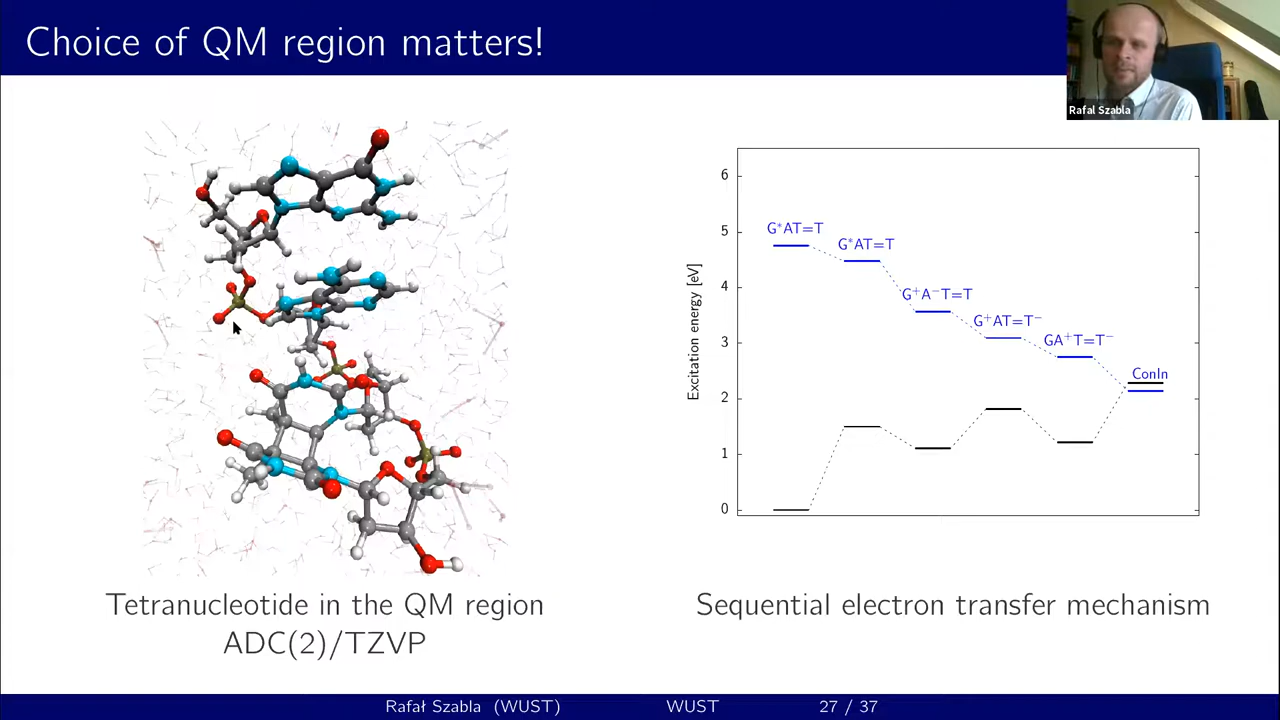 Choice of QM region matters!
Rafal Szabla
6
5
4
3
2
1
0
Excitation energy [eV]
G*AT=T
G*AT=T
G⁺A⁻T=T
G⁺AT=T⁻
GA⁺T=T⁻
ConIn
Tetranucleotide in the QM region
ADC(2)/TZVP
Sequential electron transfer mechanism
Rafał Szabla (WUST) WUST 27 / 37